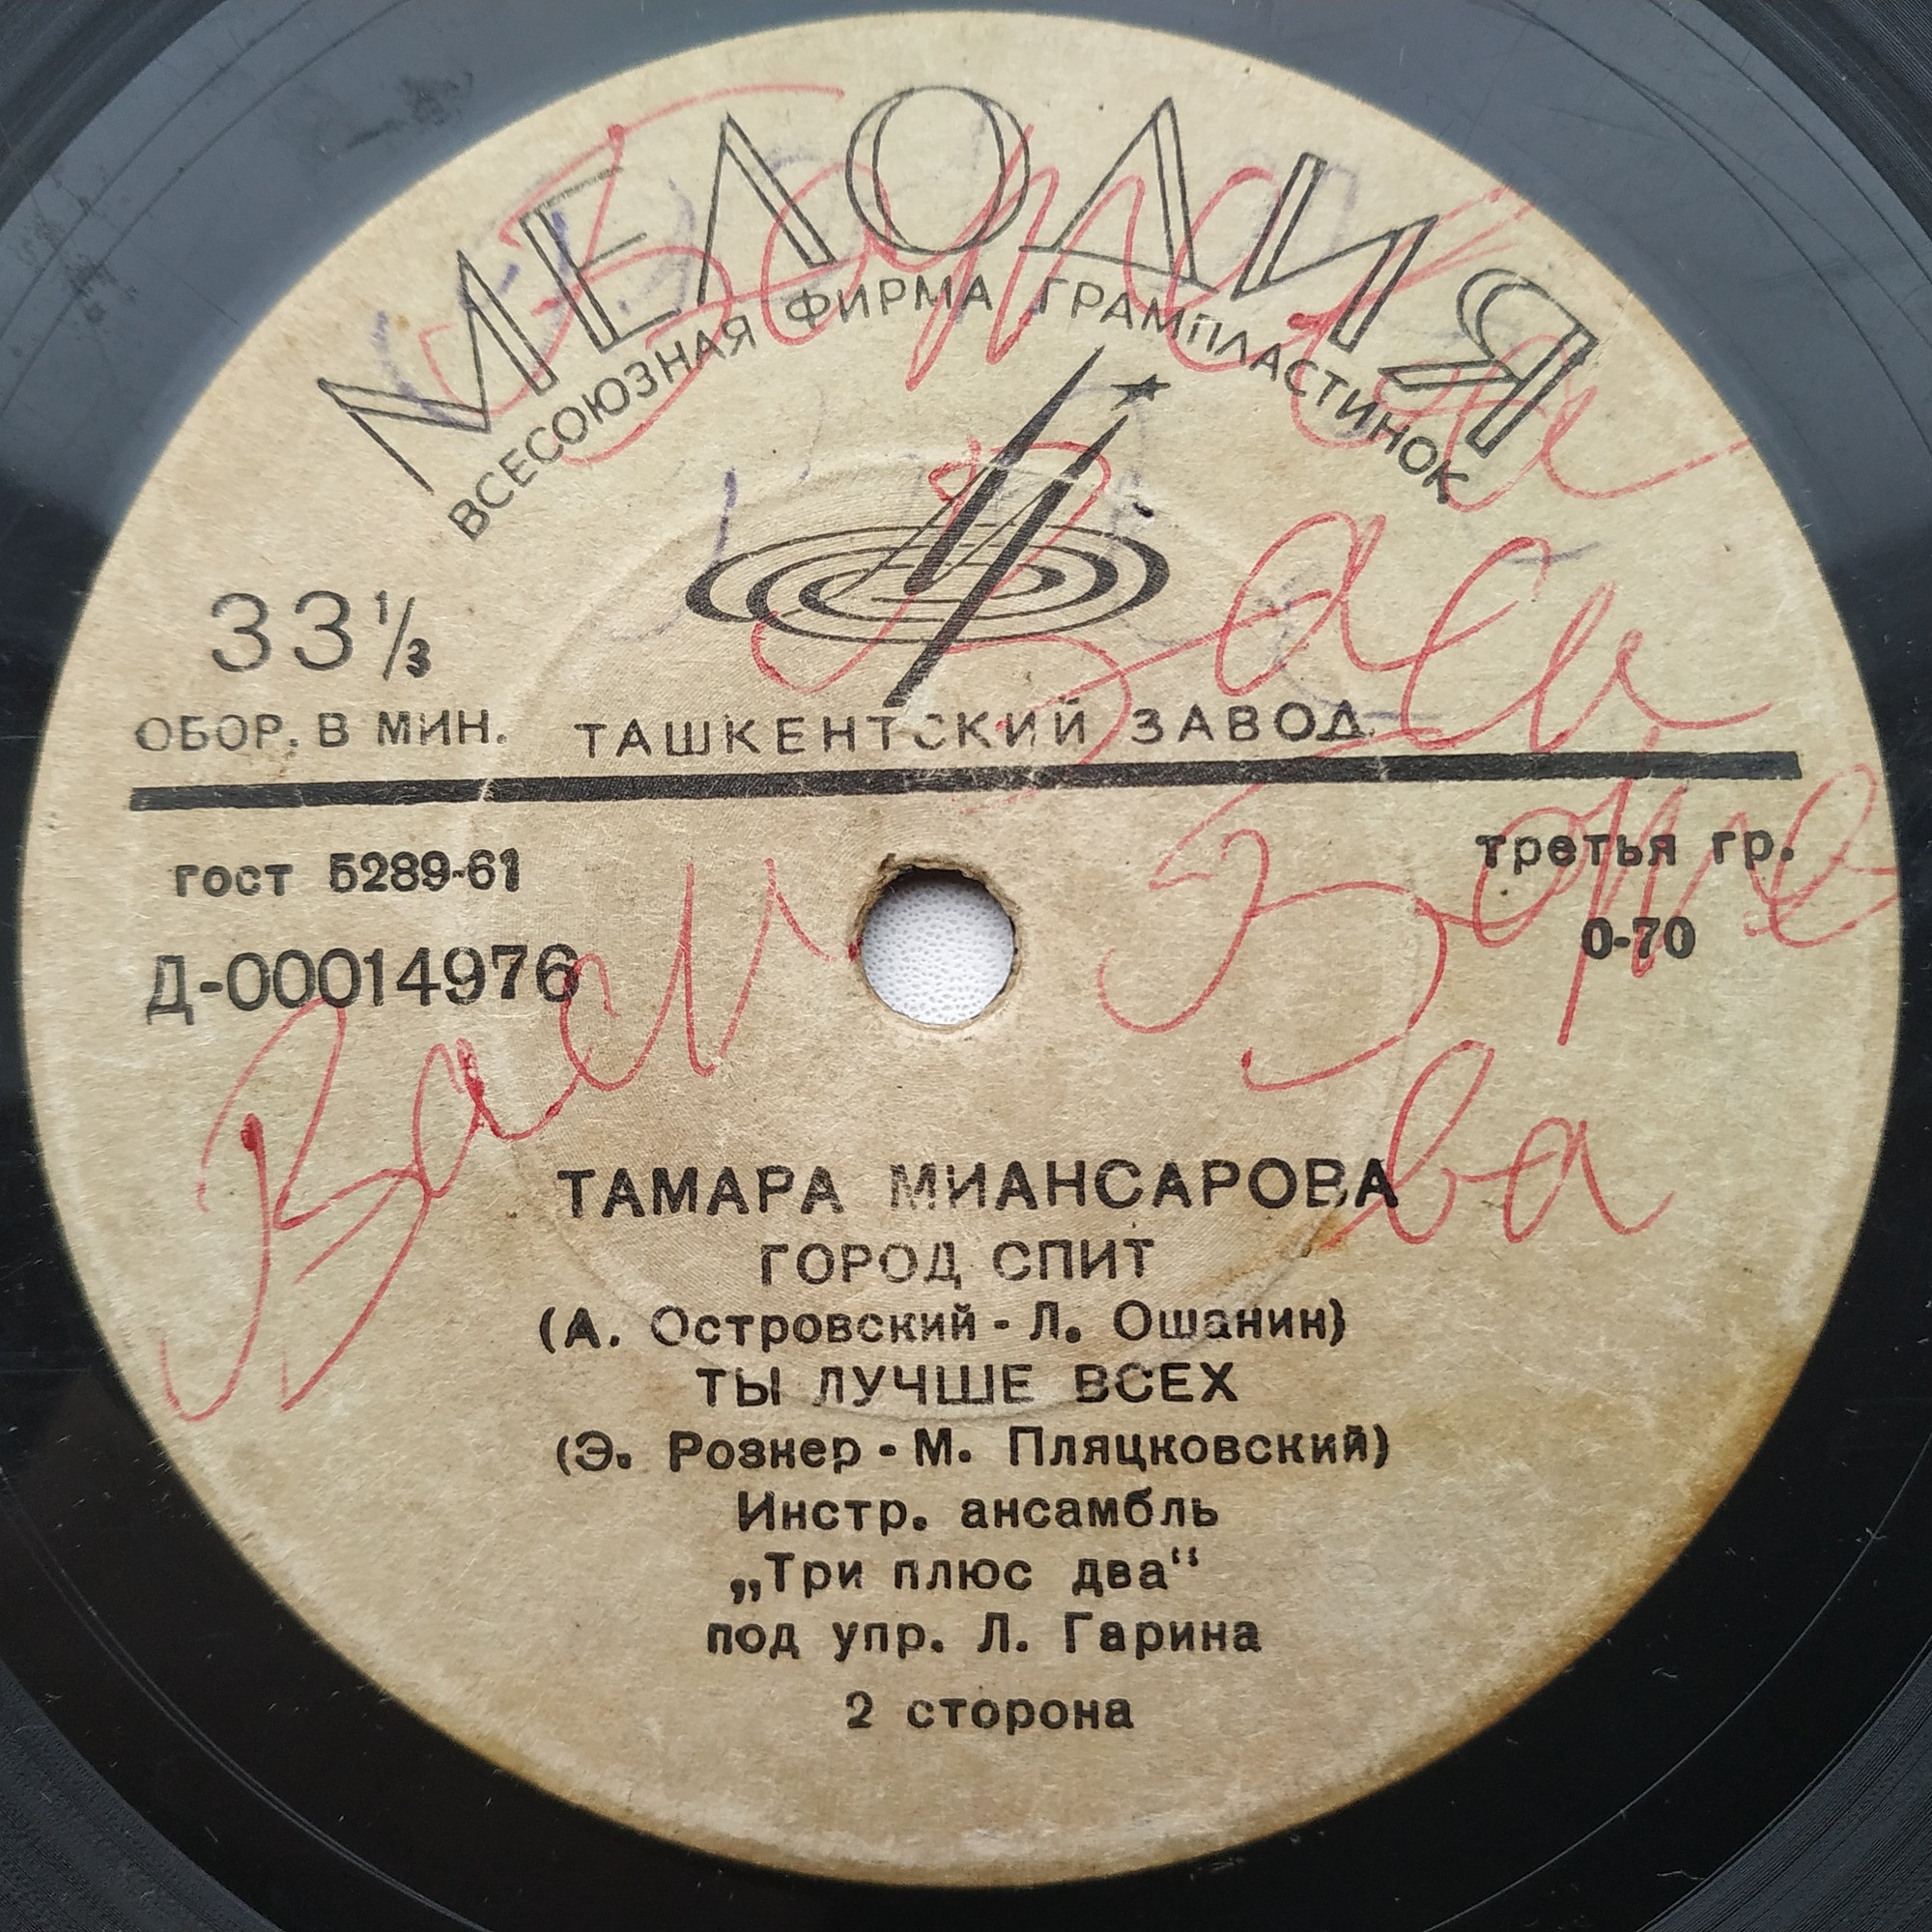 МЕЛОДИЯ
ВСЕСОЮЗНАЯ ФИРМА ГРАМПЛАСТИНОК
33 1/3
ОБОР. В МИН.
ТАШКЕНТСКИЙ ЗАВОД
гост 5289-61
третья гр.
Д-00014976
0-70
ТАМАРА МИАНСАРОВА
ГОРОД СПИТ
(А. Островский - Л. Ошанин)
ТЫ ЛУЧШЕ ВСЕХ
(Э. Рознер - М. Пляцковский)
Инстр. ансамбль
„Три плюс два“
под упр. Л. Гарина
2 сторона